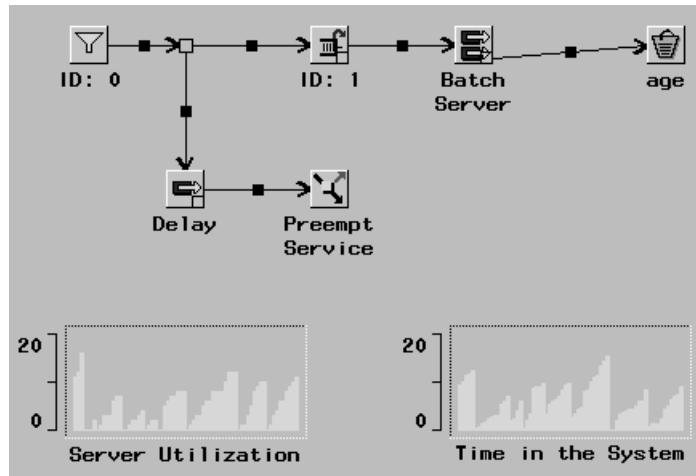 ID: 0
ID: 1
Batch
Server
age
Delay
Preempt
Service
20
0
20
0
Server Utilization
Time in the System